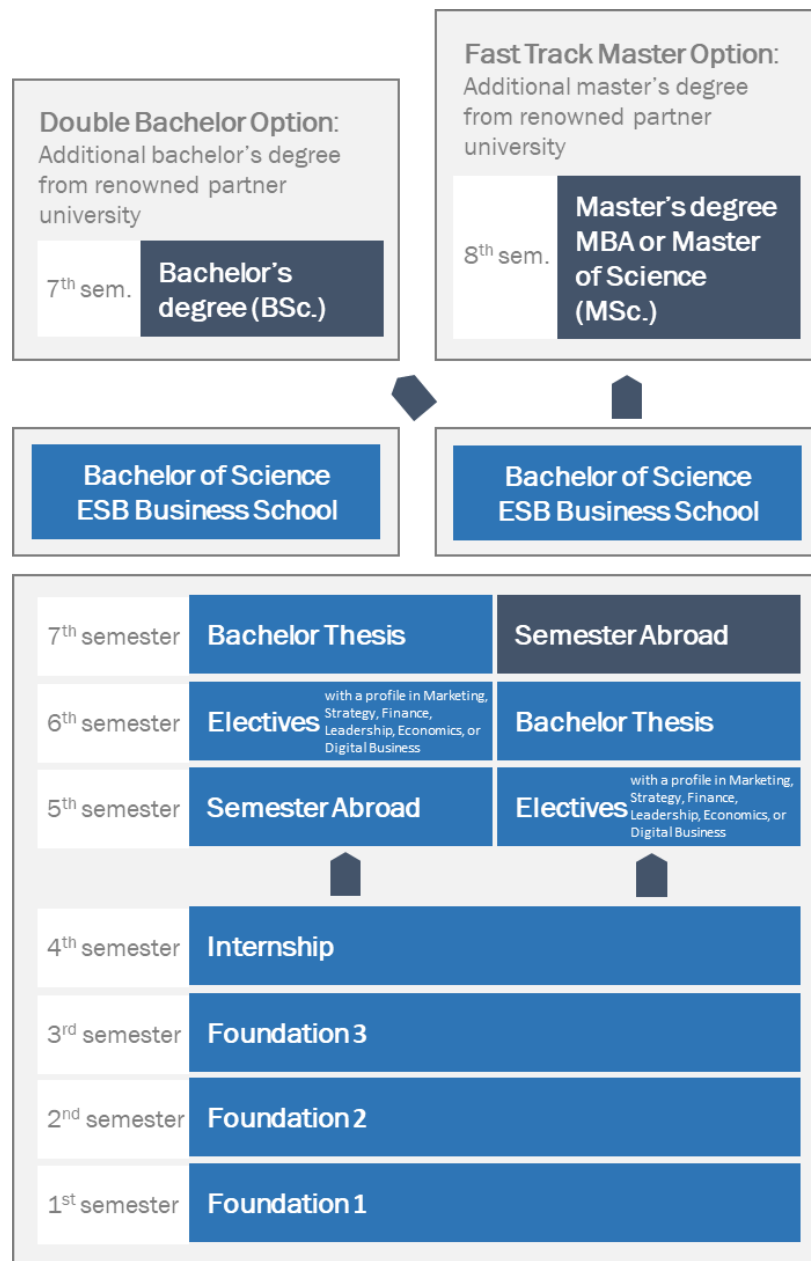 Double Bachelor Option:
Additional bachelor's degree
from renowned partner
university
7th sem.
Bachelor's
degree (BSc.)
Fast Track Master Option:
Additional master's degree
from renowned partner
university
8th sem.
Master's degree
MBA or Master
of Science
(MSc.)
Bachelor of Science
ESB Business School
Bachelor of Science
ESB Business School
7th semester
Bachelor Thesis
Semester Abroad
6th semester
Electives
with a profile in Marketing,
Strategy, Finance,
Leadership, Economics, or
Digital Business
Bachelor Thesis
5th semester
Semester Abroad
Electives
with a profile in Marketing,
Strategy, Finance,
Leadership, Economics, or
Digital Business
4th semester
Internship
3rd semester
Foundation 3
2nd semester
Foundation 2
1st semester
Foundation 1